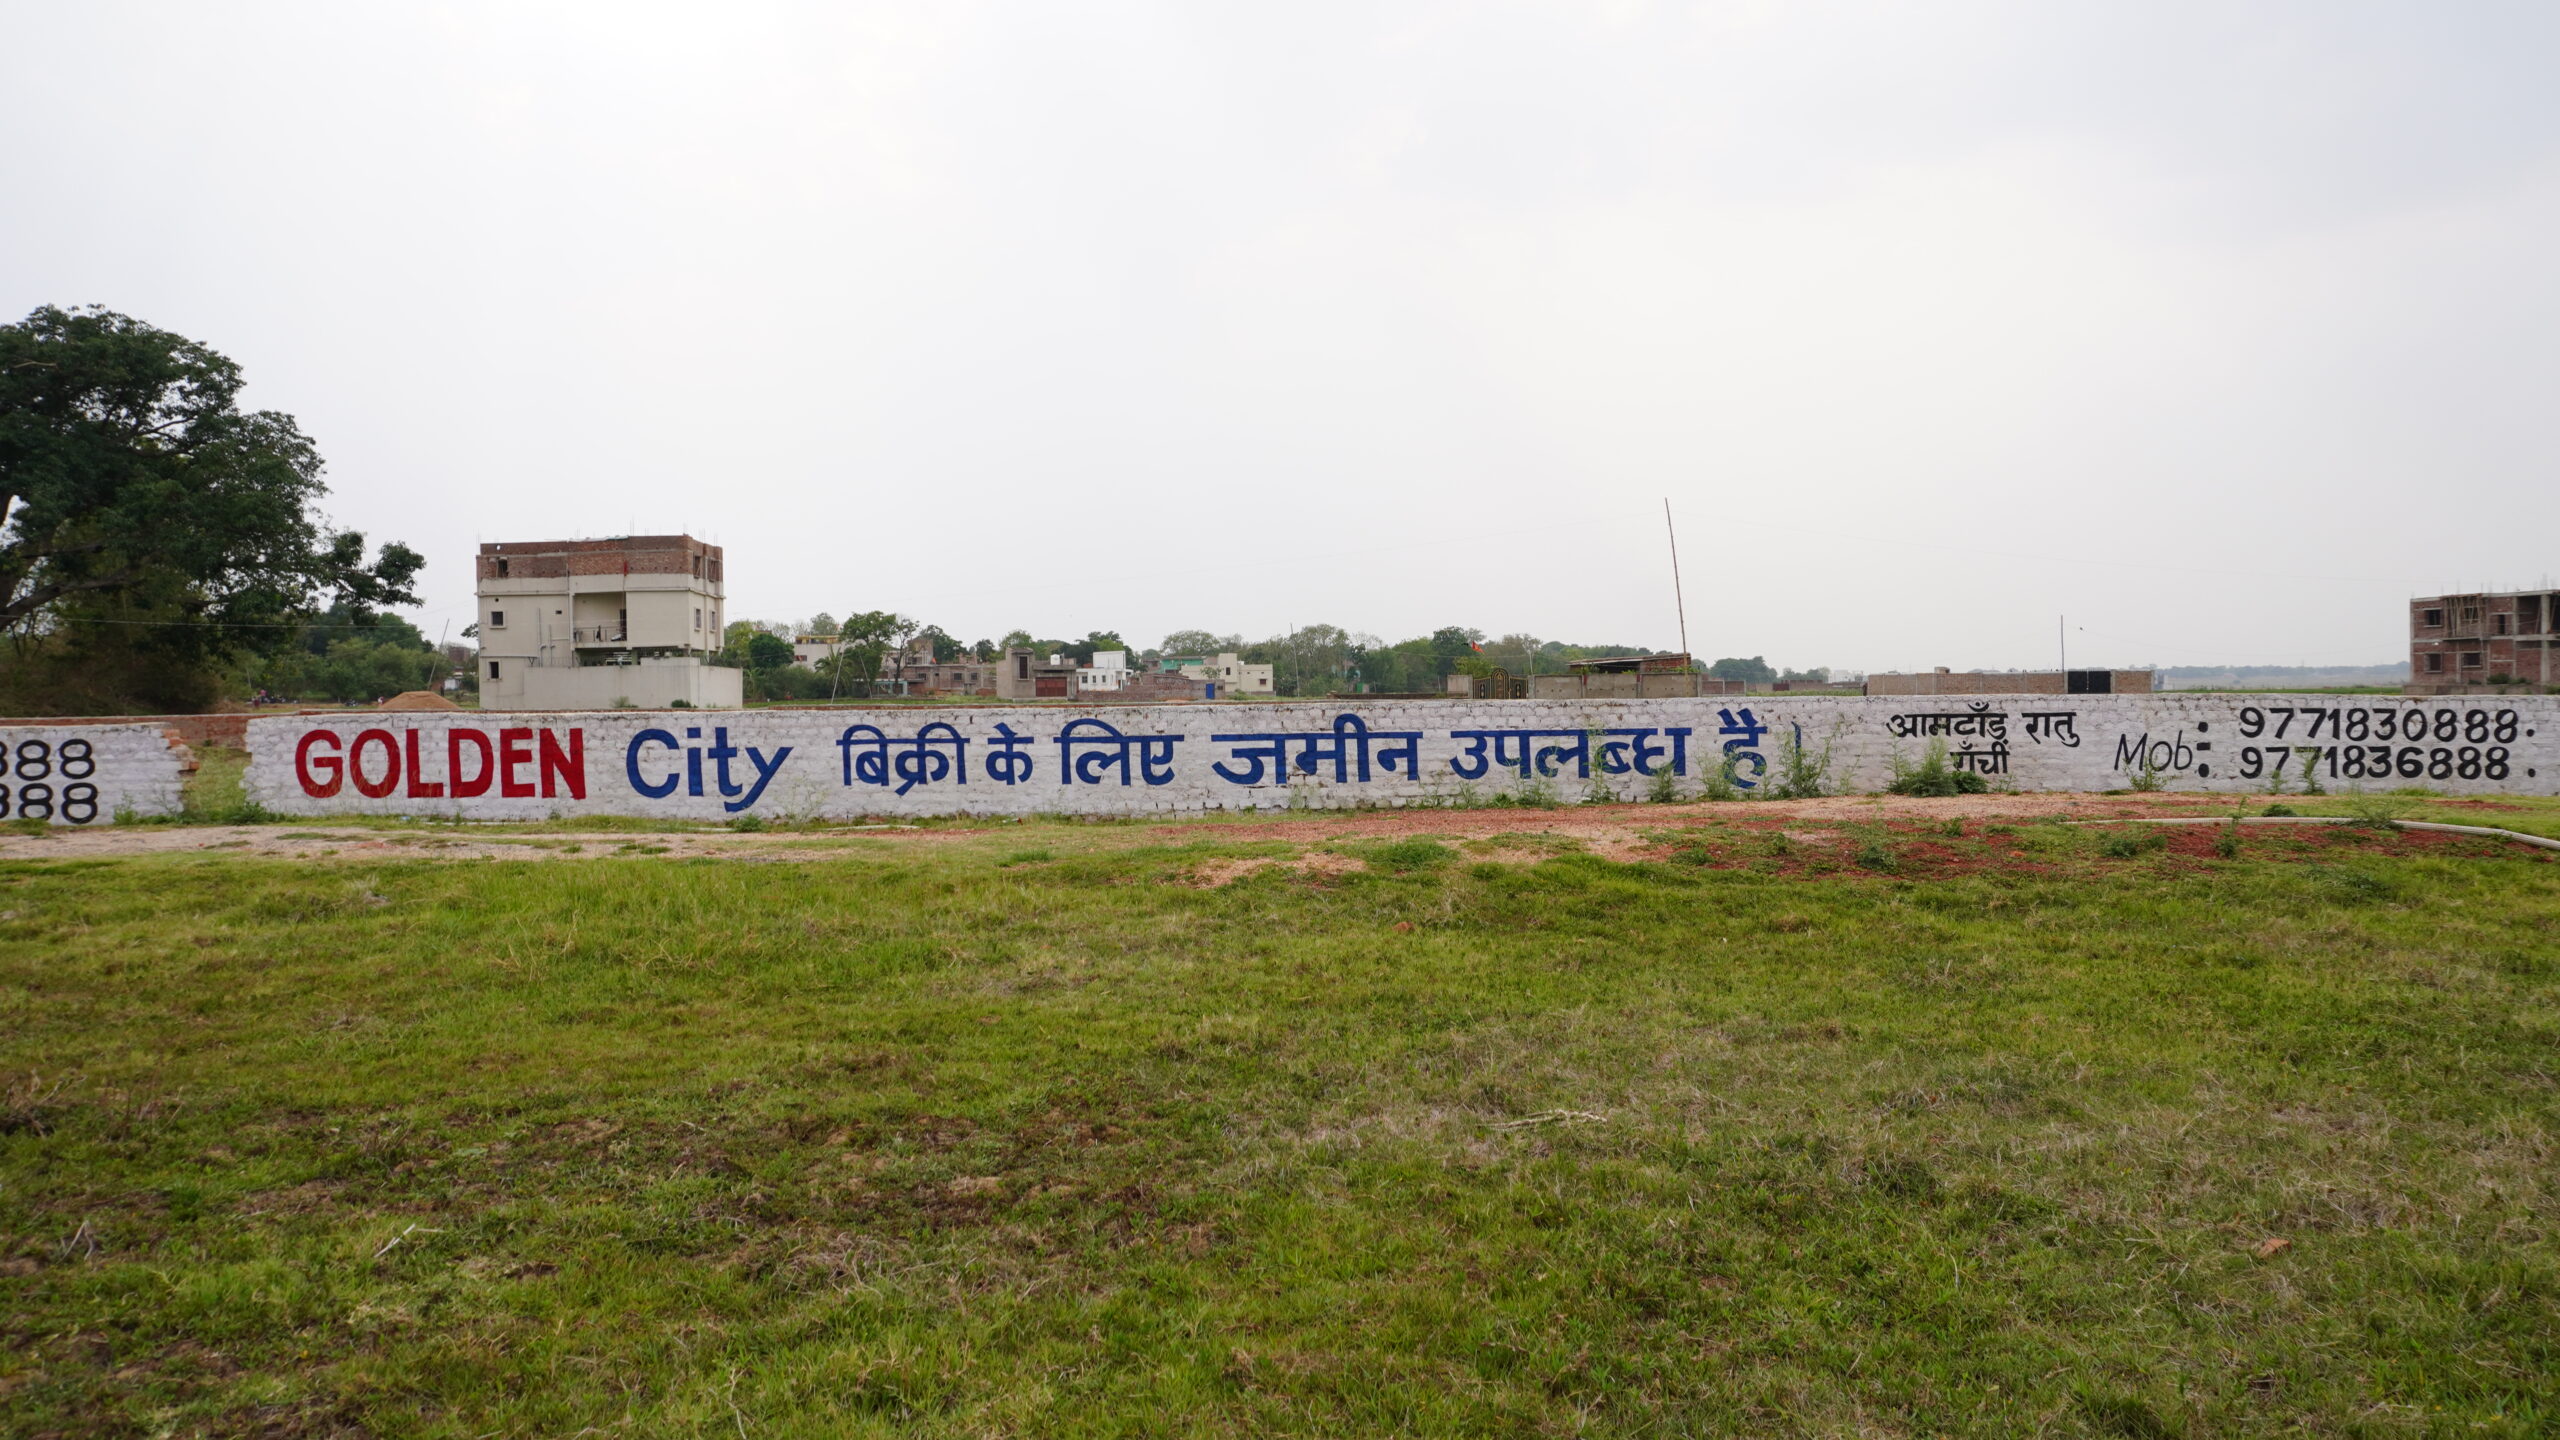 888
888
GOLDEN City बिक्री के लिए जमीन उपलब्ध है।
आमटाँड़ रातु
राँची
Mob: 9771830888.
9771836888.